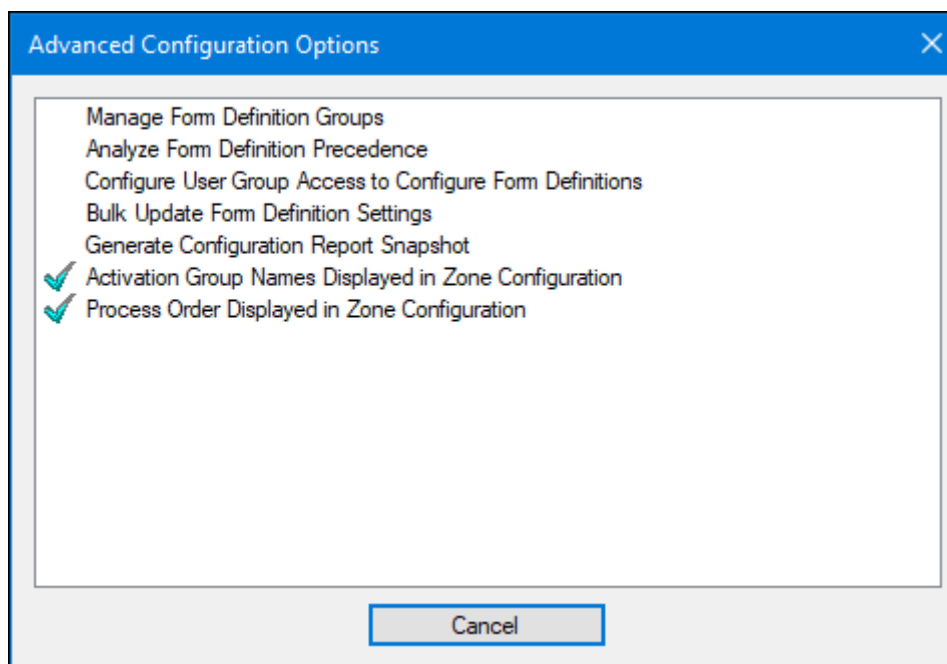 Advanced Configuration Options
Manage Form Definition Groups
Analyze Form Definition Precedence
Configure User Group Access to Configure Form Definitions
Bulk Update Form Definition Settings
Generate Configuration Report Snapshot
Activation Group Names Displayed in Zone Configuration
Process Order Displayed in Zone Configuration
Cancel